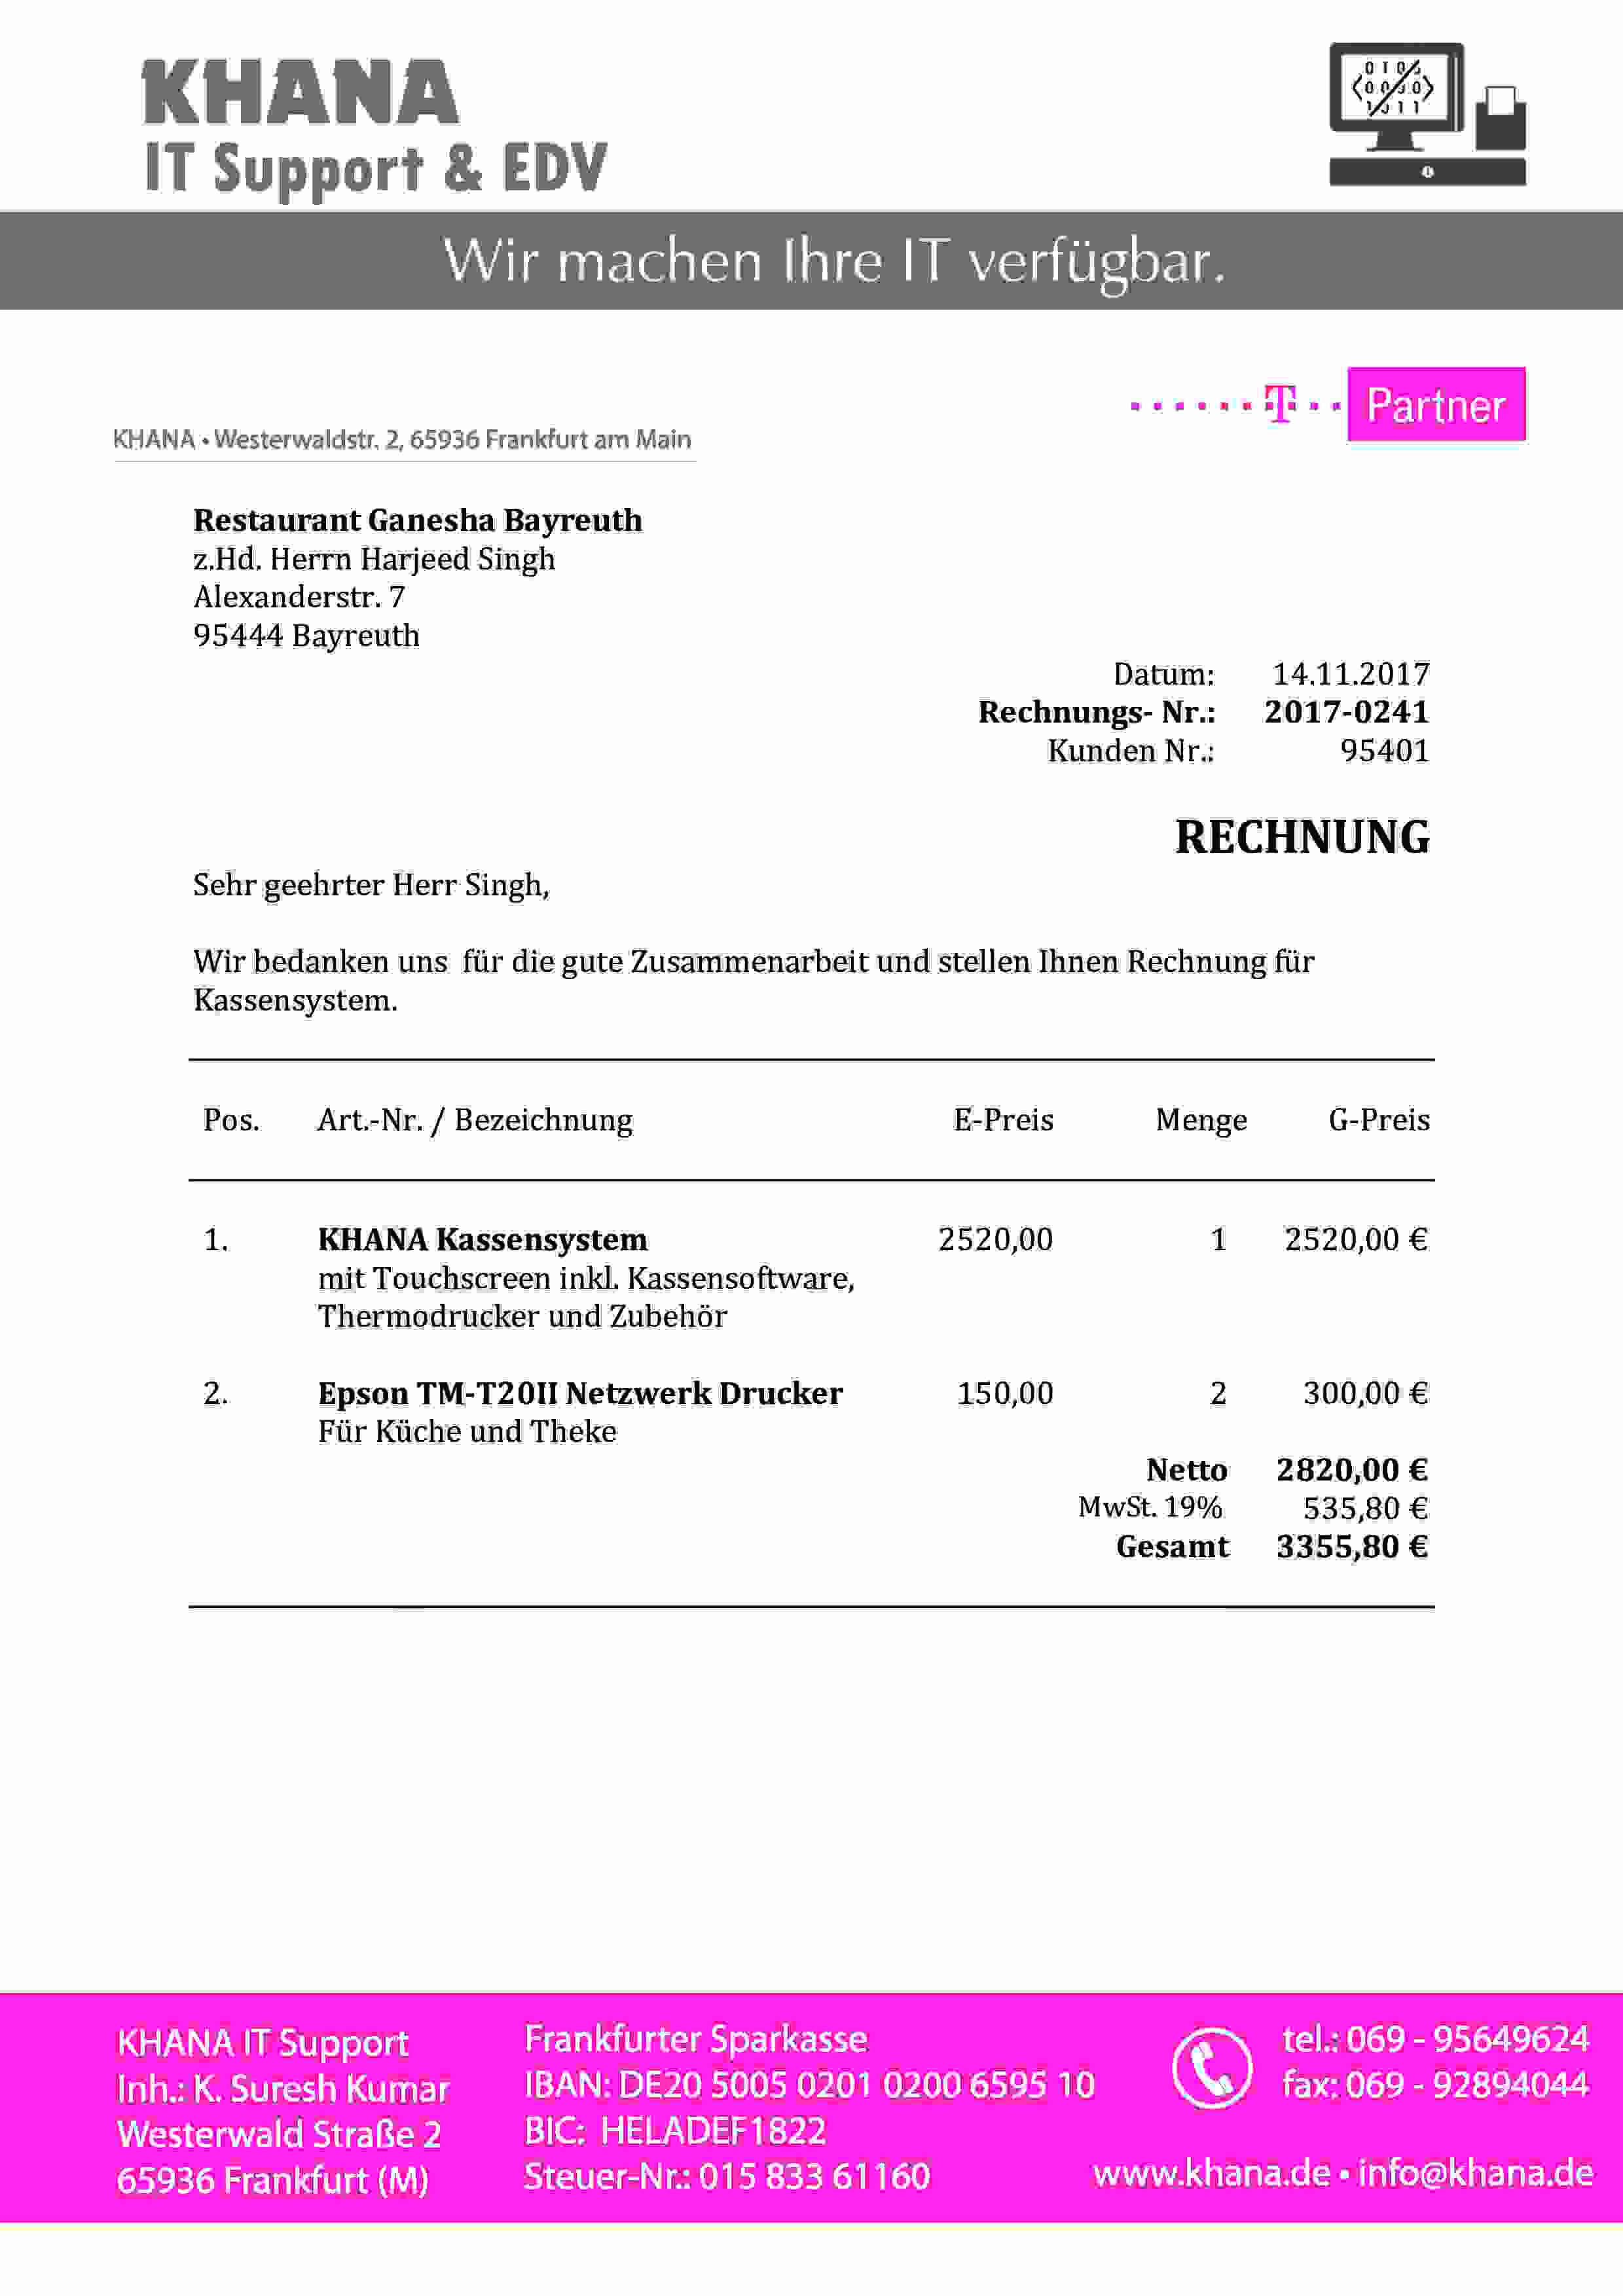 KHANA
IT Support & EDV
Wir machen Ihre IT verfügbar.
T Partner
KHANA • Westerwaldstr. 2, 65936 Frankfurt am Main
Restaurant Ganesha Bayreuth
z.Hd. Herrn Harjeed Singh
Alexanderstr. 7
95444 Bayreuth
Datum: 14.11.2017
Rechnungs- Nr.: 2017-0241
Kunden Nr.: 95401
RECHNUNG
Sehr geehrter Herr Singh,
Wir bedanken uns für die gute Zusammenarbeit und stellen Ihnen Rechnung für
Kassensystem.
Pos. Art.-Nr. / Bezeichnung E-Preis Menge G-Preis
1. KHANA Kassensystem 2520,00 1 2520,00 €
mit Touchscreen inkl. Kassensoftware,
Thermodrucker und Zubehör
2. Epson TM-T20II Netzwerk Drucker 150,00 2 300,00 €
Für Küche und Theke
Netto 2820,00 €
MwSt. 19% 535,80 €
Gesamt 3355,80 €
KHANA IT Support
Inh.: K. Suresh Kumar
Westerwald Straße 2
65936 Frankfurt (M)
Frankfurter Sparkasse
IBAN: DE20 5005 0201 0200 6595 10
BIC: HELADEF1822
Steuer-Nr.: 015 833 61160
tel.: 069 - 95649624
fax: 069 - 92894044
www.khana.de • info@khana.de